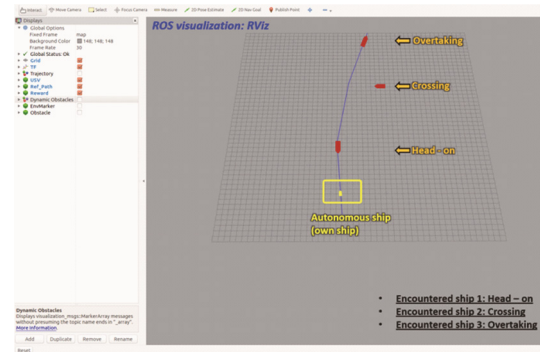 Interact Move Camera Select Focus Camera Measure 2D Pose Estimate 2D Nav Goal Publish Point
Displays
Global Options
Fixed Frame map
Background Color 148; 148; 148
Frame Rate 30
Global Status: Ok
Grid
TF
Trajectory
USV
Ref_Path
Reward
Dynamic Obstacles
EnvMarker
Obstacle
ROS visualization: RViz
Overtaking
Crossing
Head - on
Autonomous ship
(own ship)
• Encountered ship 1: Head – on
• Encountered ship 2: Crossing
• Encountered ship 3: Overtaking
Dynamic Obstacles
Displays visualization_msgs::MarkerArray messages
without presuming the topic name ends in "_array".
More Information.
Add Duplicate Remove Rename
Reset